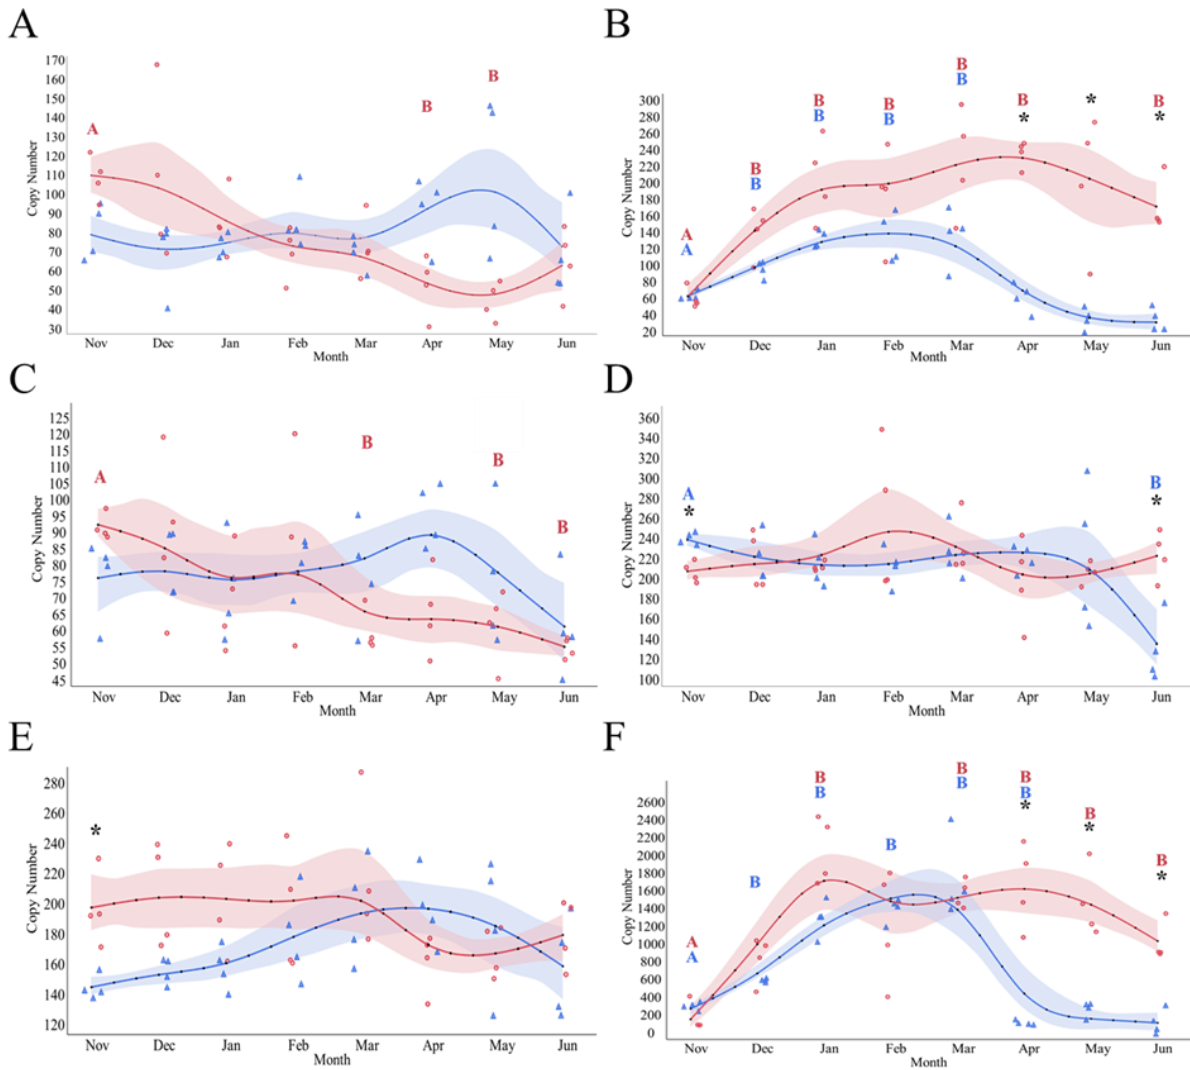 A
B
Copy Number
170
160
150
140
130
120
110
100
90
80
70
60
50
40
30
A
B
B
Nov Dec Jan Feb Mar Apr May Jun
Month
Copy Number
300
280
260
240
220
200
180
160
140
120
100
80
60
40
20
A
A
B
B
B
B
B
B
B
B
B
*
*
B
*
Nov Dec Jan Feb Mar Apr May Jun
Month
C
D
Copy Number
125
120
115
110
105
100
95
90
85
80
75
70
65
60
55
50
45
A
B
B
B
Nov Dec Jan Feb Mar Apr May Jun
Month
Copy Number
360
340
320
300
280
260
240
220
200
180
160
140
120
100
A
*
B
*
Nov Dec Jan Feb Mar Apr May Jun
Month
E
F
Copy Number
280
260
240
220
200
180
160
140
120
*
Nov Dec Jan Feb Mar Apr May Jun
Month
Copy Number
2600
2400
2200
2000
1800
1600
1400
1200
1000
800
600
400
200
0
A
A
B
B
B
B
B
B
B
B
*
B
*
B
*
Nov Dec Jan Feb Mar Apr May Jun
Month